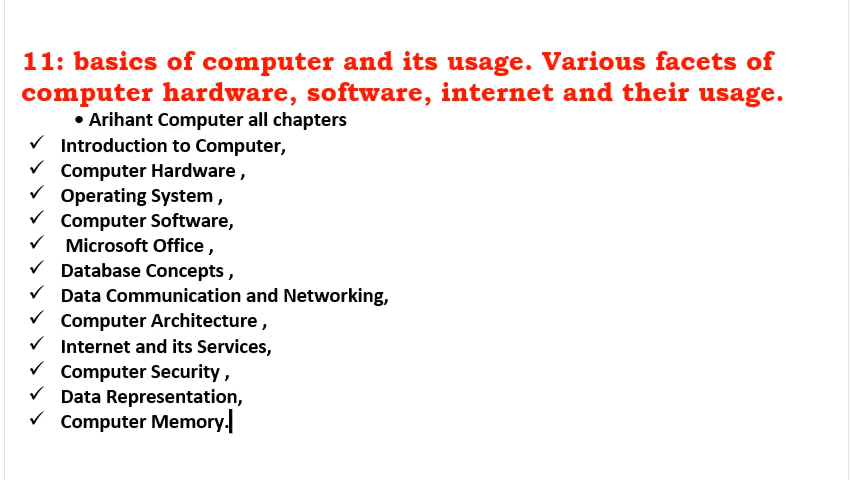 11: basics of computer and its usage. Various facets of
computer hardware, software, internet and their usage.
• Arihant Computer all chapters
✓ Introduction to Computer,
✓ Computer Hardware ,
✓ Operating System ,
✓ Computer Software,
✓ Microsoft Office ,
✓ Database Concepts ,
✓ Data Communication and Networking,
✓ Computer Architecture ,
✓ Internet and its Services,
✓ Computer Security ,
✓ Data Representation,
✓ Computer Memory.